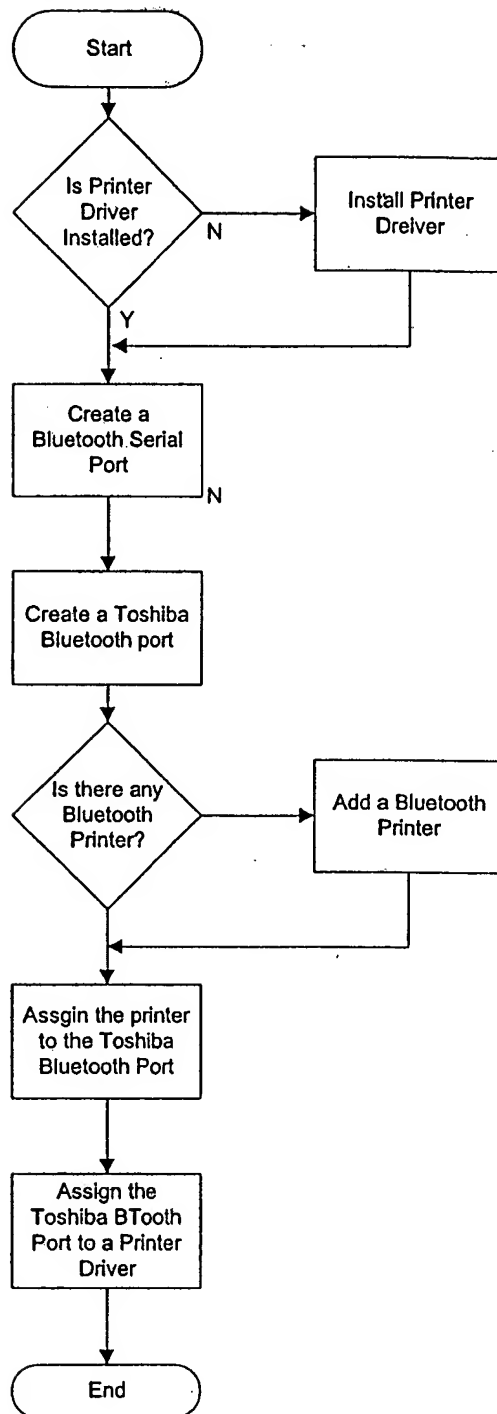 Start
Is Printer
Driver
Installed?
N
Install Printer
Dreiver
Y
Create a
Bluetooth Serial
Port
N
Create a Toshiba
Bluetooth port
Is there any
Bluetooth
Printer?
Add a Bluetooth
Printer
Assgin the printer
to the Toshiba
Bluetooth Port
Assign the
Toshiba BTooth
Port to a Printer
Driver
End